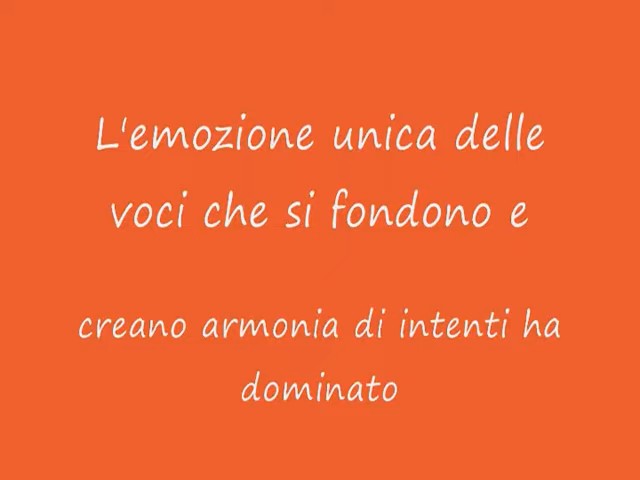 L'emozione unica delle
voci che si fondono e
creano armonia di intenti ha
dominato